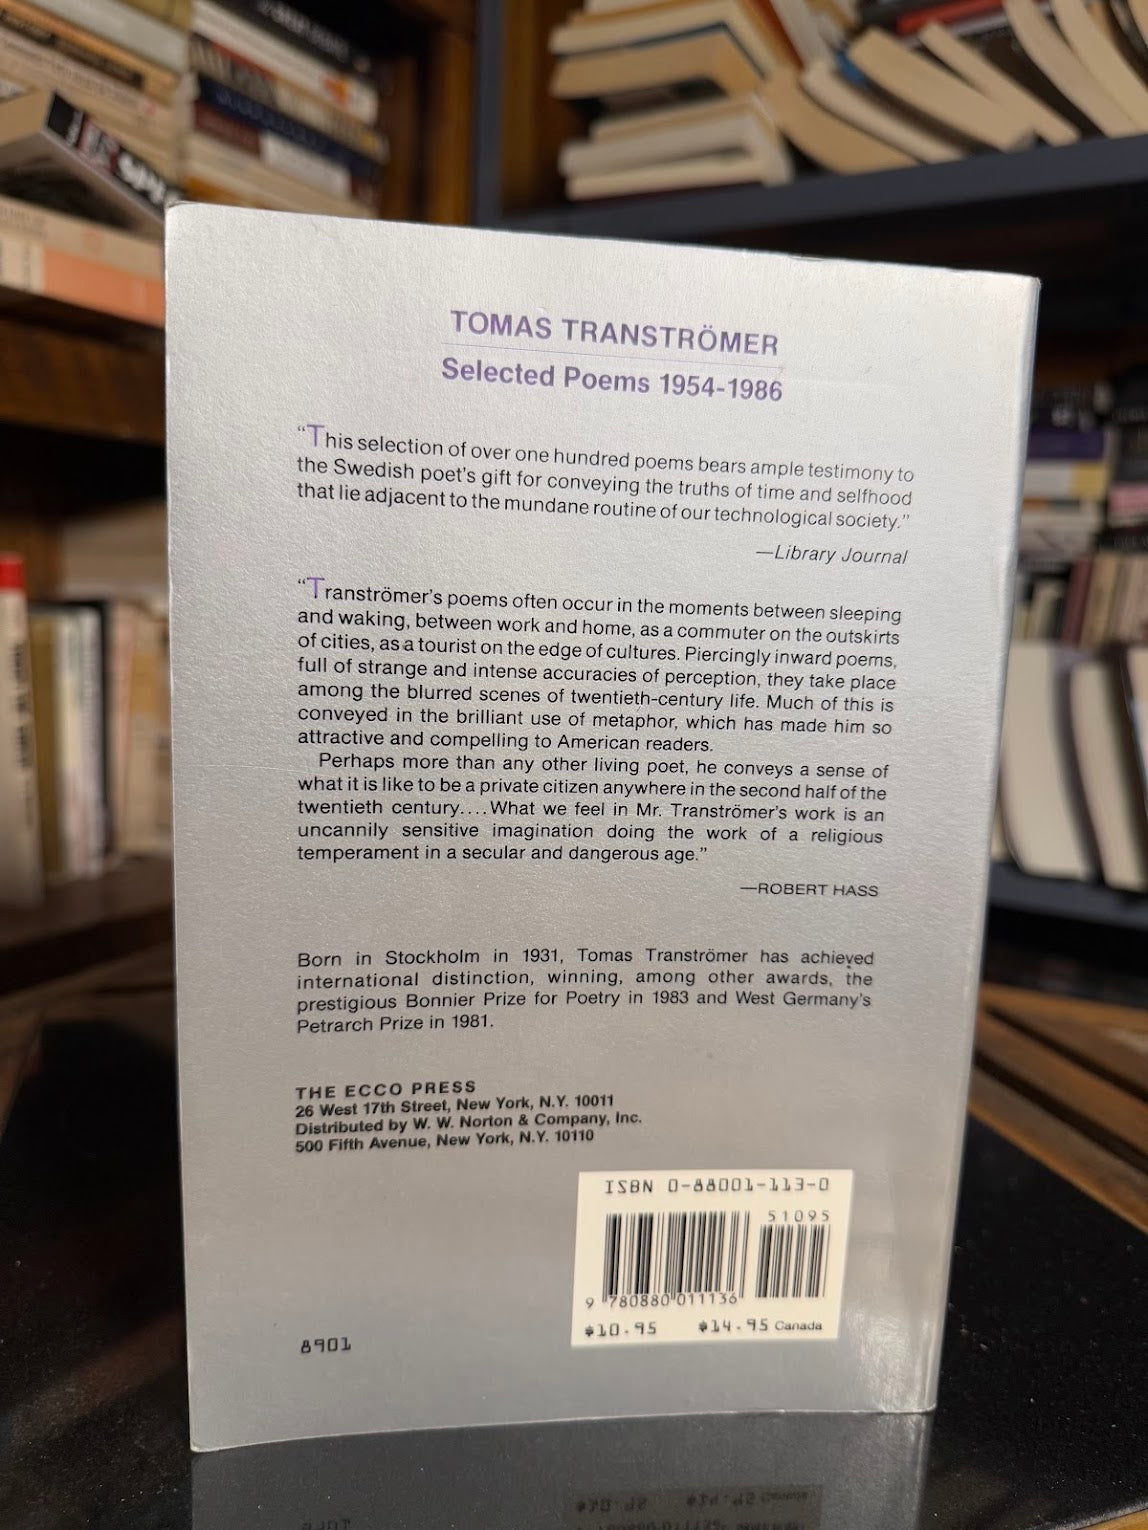 TOMAS TRANSTRÖMER
Selected Poems 1954-1986
“This selection of over one hundred poems bears ample testimony to
the Swedish poet’s gift for conveying the truths of time and selfhood
that lie adjacent to the mundane routine of our technological society.”
—Library Journal
“Tranströmer’s poems often occur in the moments between sleeping
and waking, between work and home, as a commuter on the outskirts
of cities, as a tourist on the edge of cultures. Piercingly inward poems,
full of strange and intense accuracies of perception, they take place
among the blurred scenes of twentieth-century life. Much of this is
conveyed in the brilliant use of metaphor, which has made him so
attractive and compelling to American readers.
Perhaps more than any other living poet, he conveys a sense of
what it is like to be a private citizen anywhere in the second half of the
twentieth century.... What we feel in Mr. Tranströmer’s work is an
uncannily sensitive imagination doing the work of a religious
temperament in a secular and dangerous age.”
—ROBERT HASS
Born in Stockholm in 1931, Tomas Tranströmer has achieved
international distinction, winning, among other awards, the
prestigious Bonnier Prize for Poetry in 1983 and West Germany’s
Petrarch Prize in 1981.
THE ECCO PRESS
26 West 17th Street, New York, N.Y. 10011
Distributed by W. W. Norton & Company, Inc.
500 Fifth Avenue, New York, N.Y. 10110
ISBN 0-88001-113-0
51095
9 780880 011136
$10.95 $14.95 Canada
8901